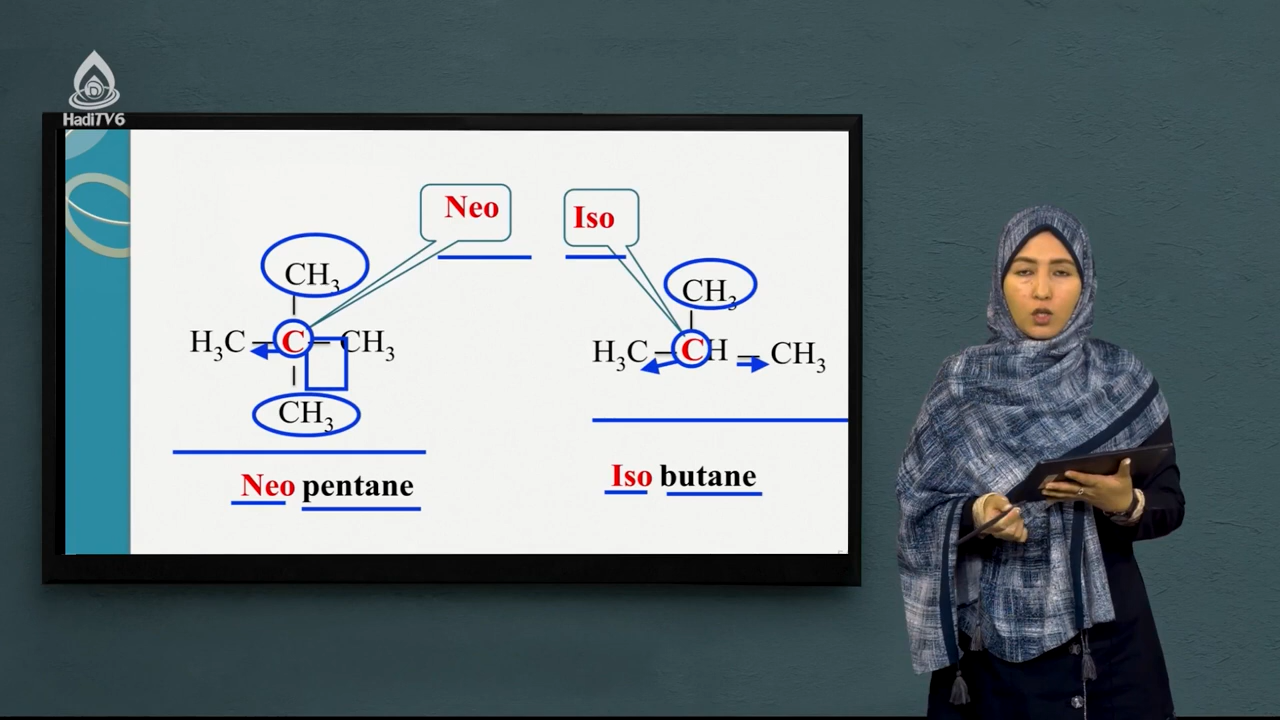 HadiTV6
Neo
Iso
CH₃
H₃C – C – CH₃
CH₃
Neo pentane
CH₃
H₃C – CH – CH₃
Iso butane